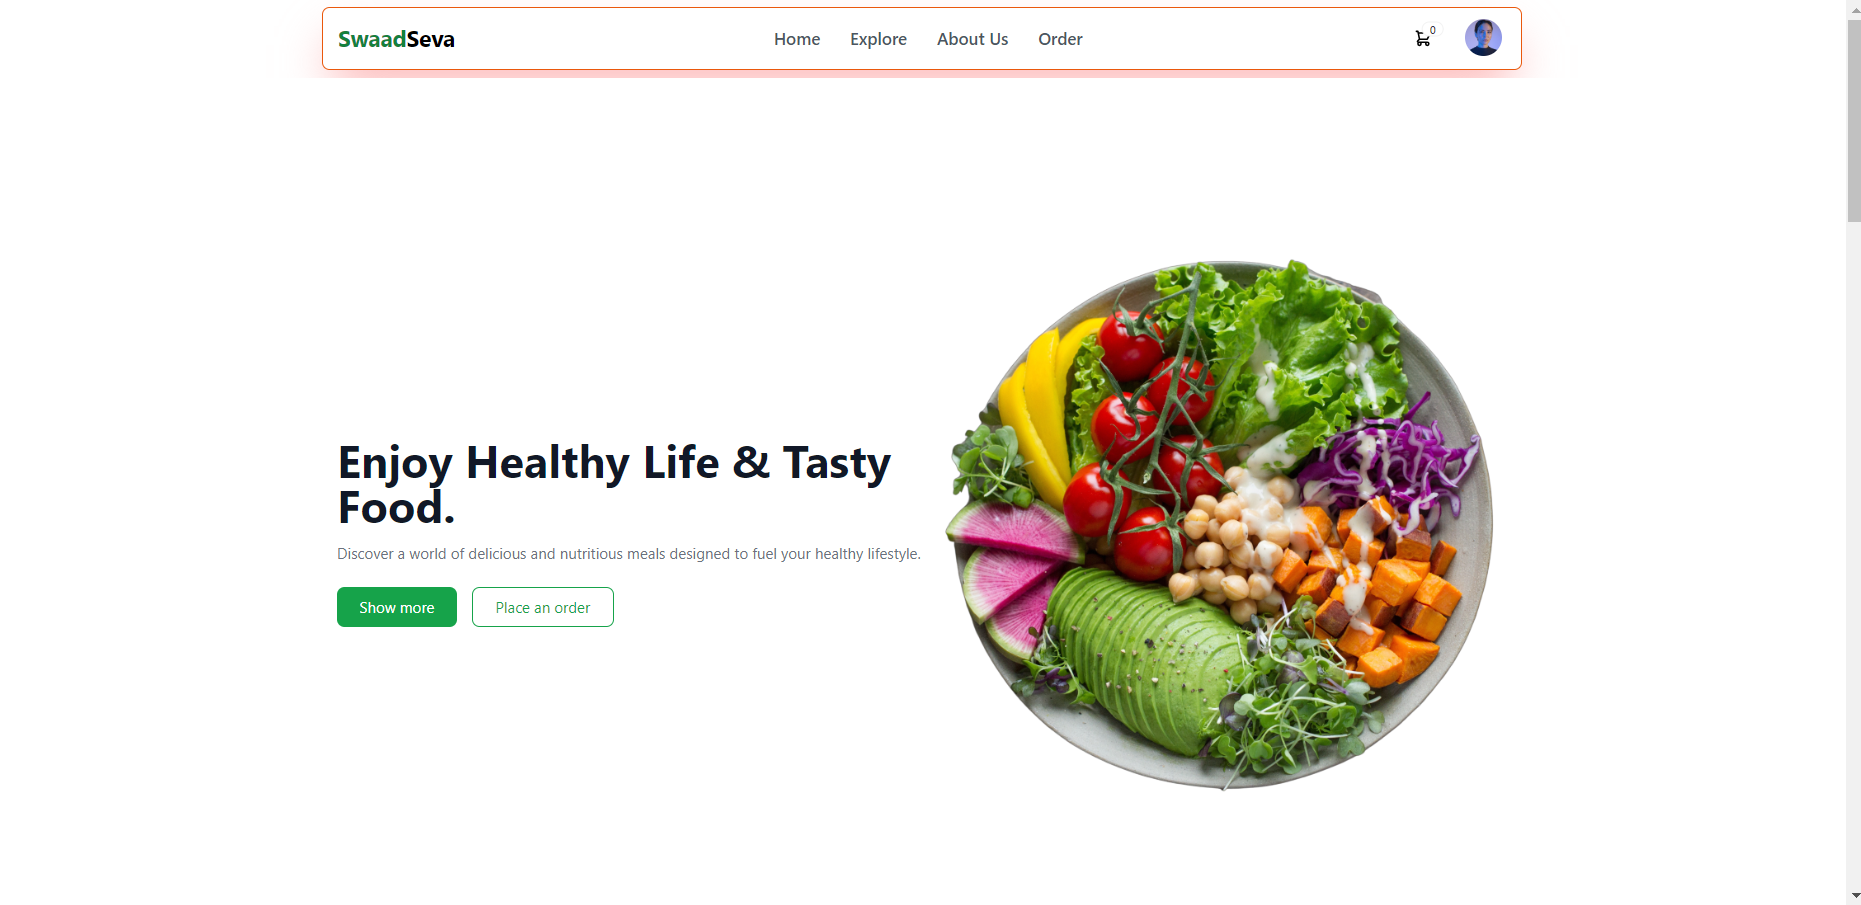 SwaadSeva
Home Explore About Us Order
0
Enjoy Healthy Life & Tasty
Food.
Discover a world of delicious and nutritious meals designed to fuel your healthy lifestyle.
Show more Place an order